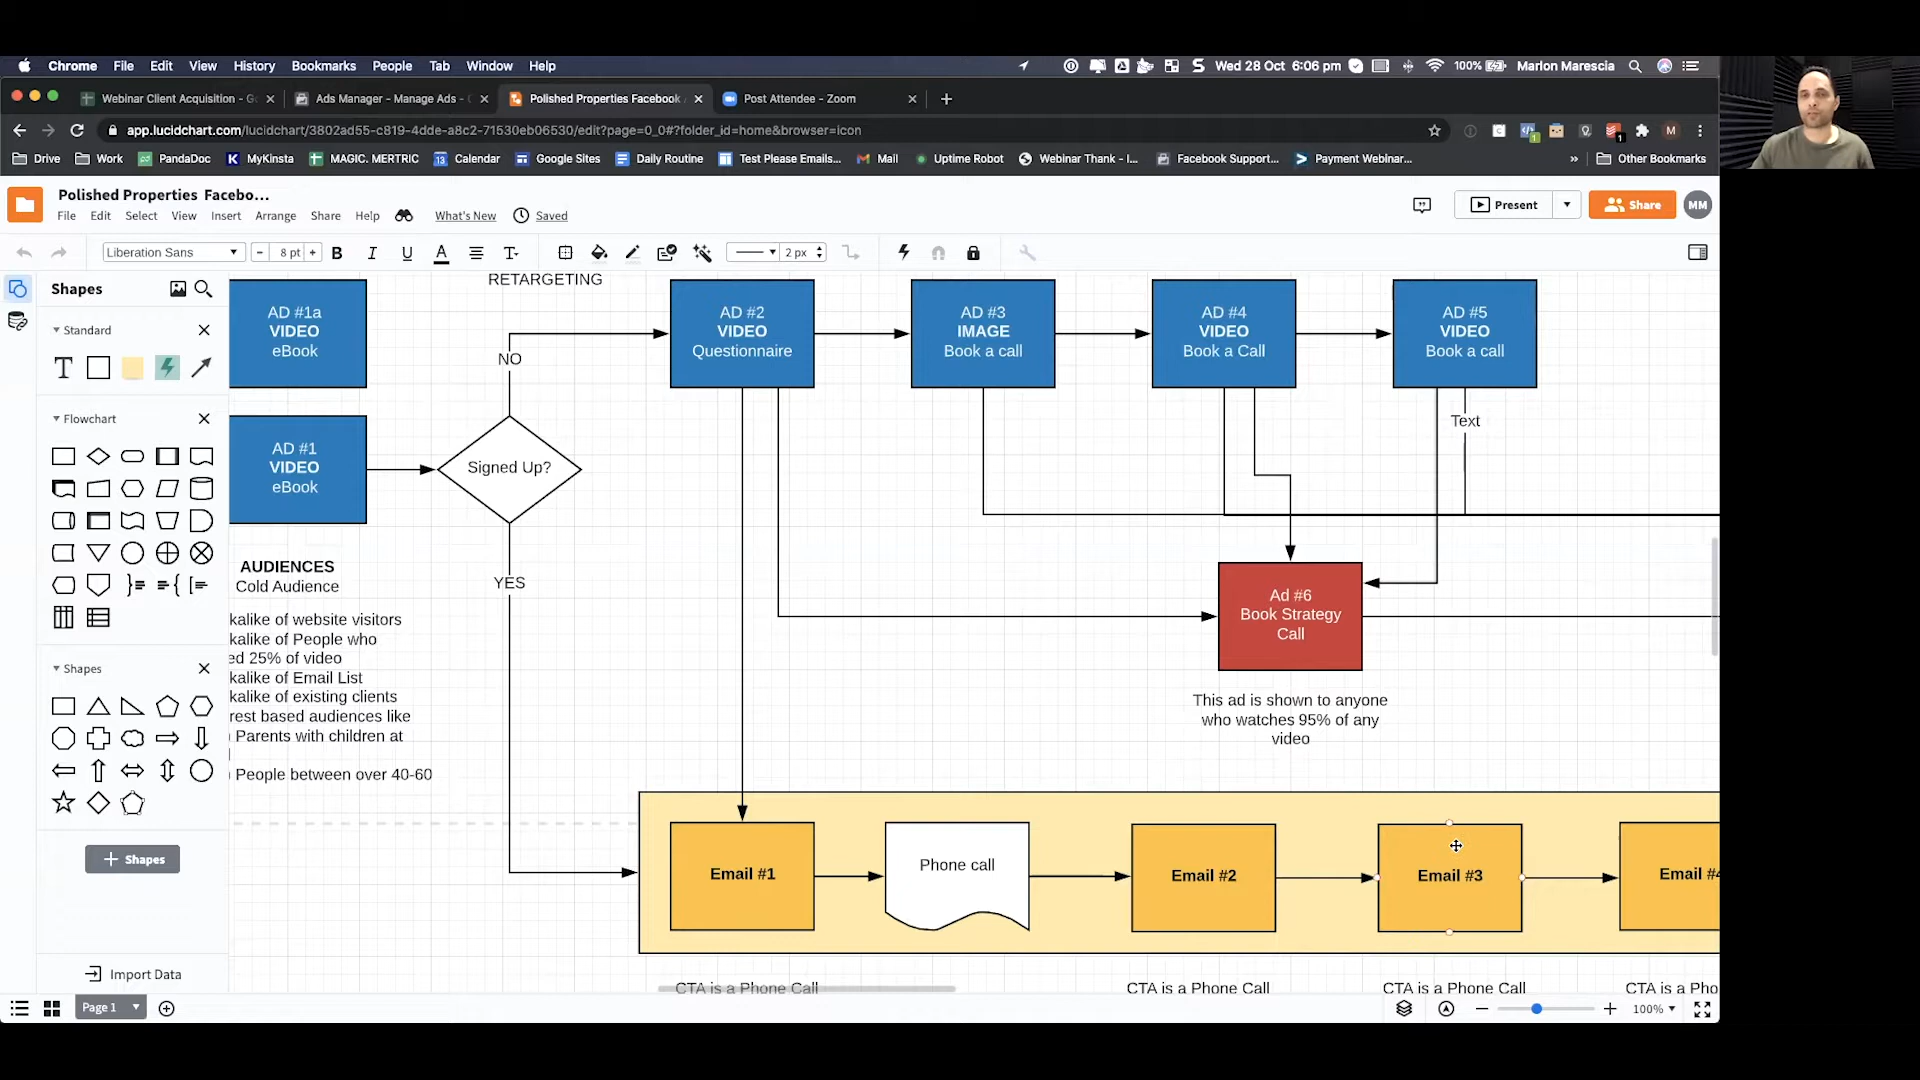 Chrome File Edit View History Bookmarks People Tab Window Help
Wed 28 Oct 6:06 pm 100% Marlon Marescia
Webinar Client Acquisition - G
Ads Manager - Manage Ads -
Polished Properties Facebook
Post Attendee - Zoom
app.lucidchart.com/lucidchart/3802ad55-c819-4dde-a8c2-71530eb06530/edit?page=0_0#?folder_id=home&browser=icon
M
Drive Work PandaDoc MyKinsta MAGIC. MERTRIC Calendar Google Sites Daily Routine Test Please Emails... Mail Uptime Robot Webinar Thank - I... Facebook Support... Payment Webinar... » Other Bookmarks
Polished Properties Facebo...
File Edit Select View Insert Arrange Share Help What's New Saved
Present Share MM
Liberation Sans 8 pt B I U A 2 px
Shapes
Standard
T
Flowchart
Shapes
+ Shapes
Import Data
RETARGETING
AD #1a
VIDEO
eBook
AD #2
VIDEO
Questionnaire
AD #3
IMAGE
Book a call
AD #4
VIDEO
Book a Call
AD #5
VIDEO
Book a call
NO
Text
AD #1
VIDEO
eBook
Signed Up?
YES
AUDIENCES
Cold Audience
kalike of website visitors
kalike of People who
ed 25% of video
kalike of Email List
kalike of existing clients
rest based audiences like
) Parents with children at
l
) People between over 40-60
Ad #6
Book Strategy
Call
This ad is shown to anyone
who watches 95% of any
video
Email #1
Phone call
Email #2
Email #3
Email #4
CTA is a Phone Call
CTA is a Phone Call
CTA is a Phone Call
CTA is a Pho
Page 1
100%